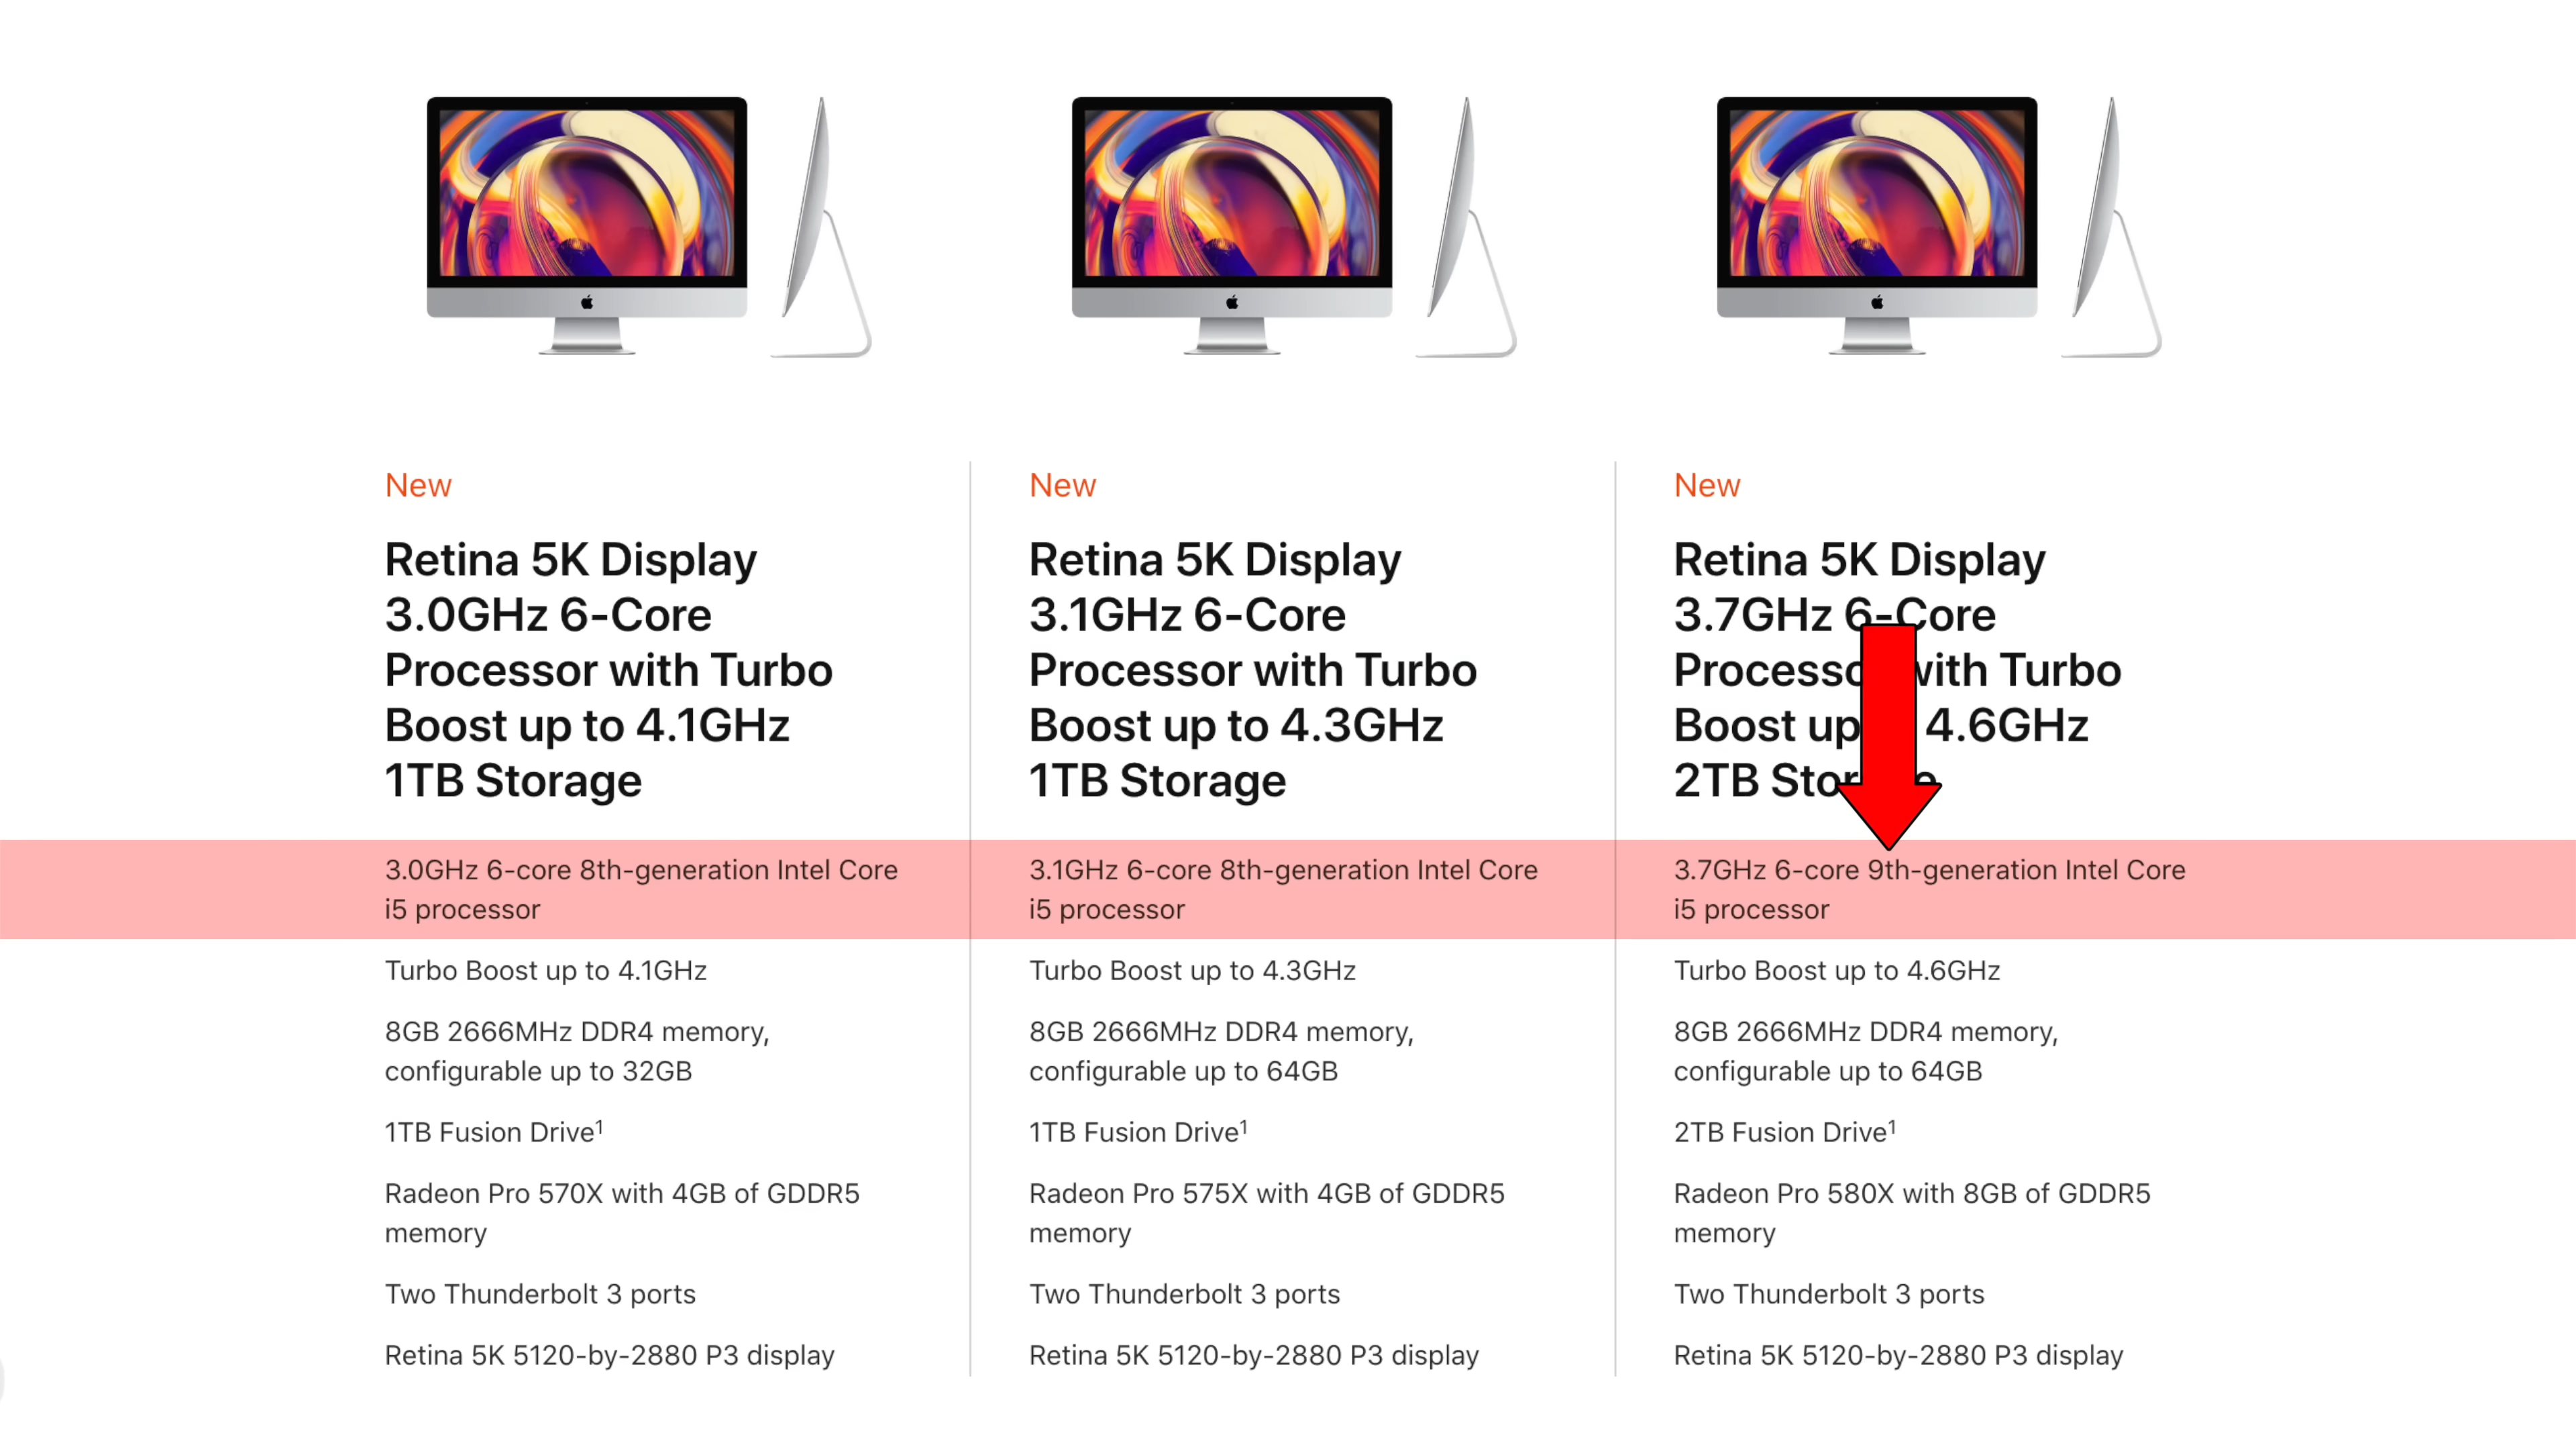 New
Retina 5K Display
3.0GHz 6-Core
Processor with Turbo
Boost up to 4.1GHz
1TB Storage
3.0GHz 6-core 8th-generation Intel Core
i5 processor
Turbo Boost up to 4.1GHz
8GB 2666MHz DDR4 memory,
configurable up to 32GB
1TB Fusion Drive¹
Radeon Pro 570X with 4GB of GDDR5
memory
Two Thunderbolt 3 ports
Retina 5K 5120-by-2880 P3 display
New
Retina 5K Display
3.1GHz 6-Core
Processor with Turbo
Boost up to 4.3GHz
1TB Storage
3.1GHz 6-core 8th-generation Intel Core
i5 processor
Turbo Boost up to 4.3GHz
8GB 2666MHz DDR4 memory,
configurable up to 64GB
1TB Fusion Drive¹
Radeon Pro 575X with 4GB of GDDR5
memory
Two Thunderbolt 3 ports
Retina 5K 5120-by-2880 P3 display
New
Retina 5K Display
3.7GHz 6-Core
Processor with Turbo
Boost up 4.6GHz
2TB Storage
3.7GHz 6-core 9th-generation Intel Core
i5 processor
Turbo Boost up to 4.6GHz
8GB 2666MHz DDR4 memory,
configurable up to 64GB
2TB Fusion Drive¹
Radeon Pro 580X with 8GB of GDDR5
memory
Two Thunderbolt 3 ports
Retina 5K 5120-by-2880 P3 display